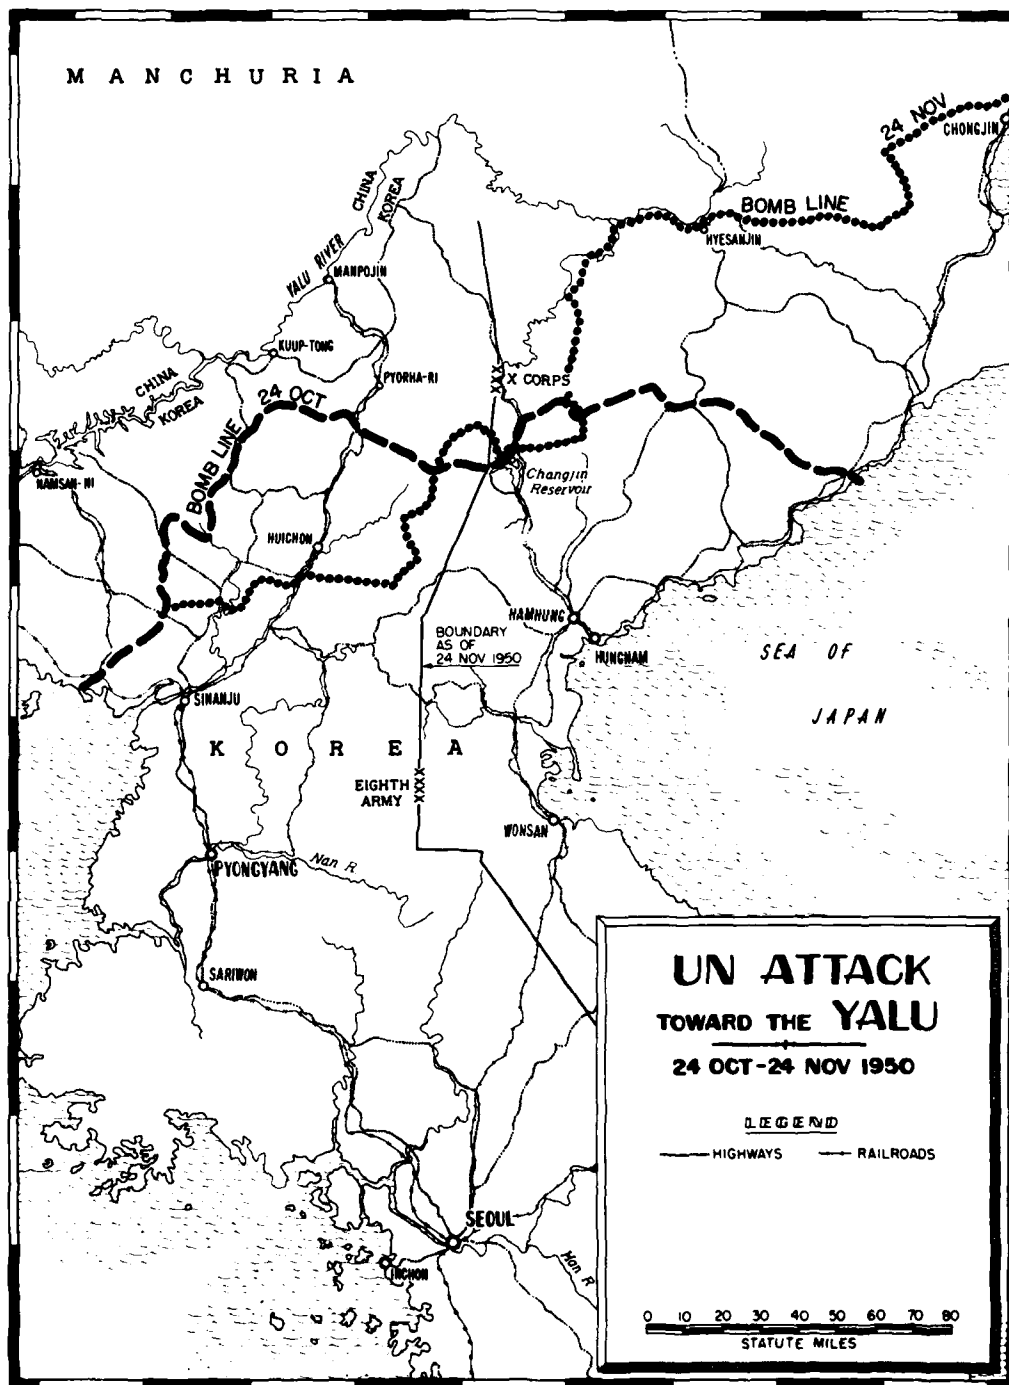 MANCHURIA
24 NOV
CHONGJIN
CHINA
KOREA
BOMB LINE
HYESANJIN
YALU RIVER
MANPOJIN
KUUP-TONG
PYORHA-RI
XXX
X CORPS
CHINA
KOREA
24 OCT
BOMB LINE
NAMSAN-NI
Changjin
Reservoir
HUICHON
HAMHUNG
HUNGNAM
BOUNDARY
AS OF
24 NOV 1950
SEA OF
JAPAN
SINANJU
KOREA
EIGHTH
ARMY
XXXX
WONSAN
PYONGYANG
Nan R
SARIWON
SEOUL
INCHON
Han R
UN ATTACK
TOWARD THE YALU
24 OCT-24 NOV 1950
LEGEND
HIGHWAYS RAILROADS
0 10 20 30 40 50 60 70 80
STATUTE MILES